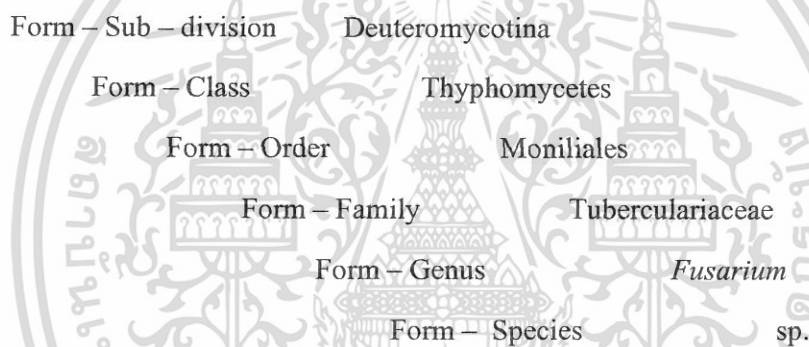 Form – Sub – division Deuteromycotina
Form – Class Thyphomycetes
Form – Order Moniliales
Form – Family Tuberculariaceae
Form – Genus Fusarium
Form – Species sp.